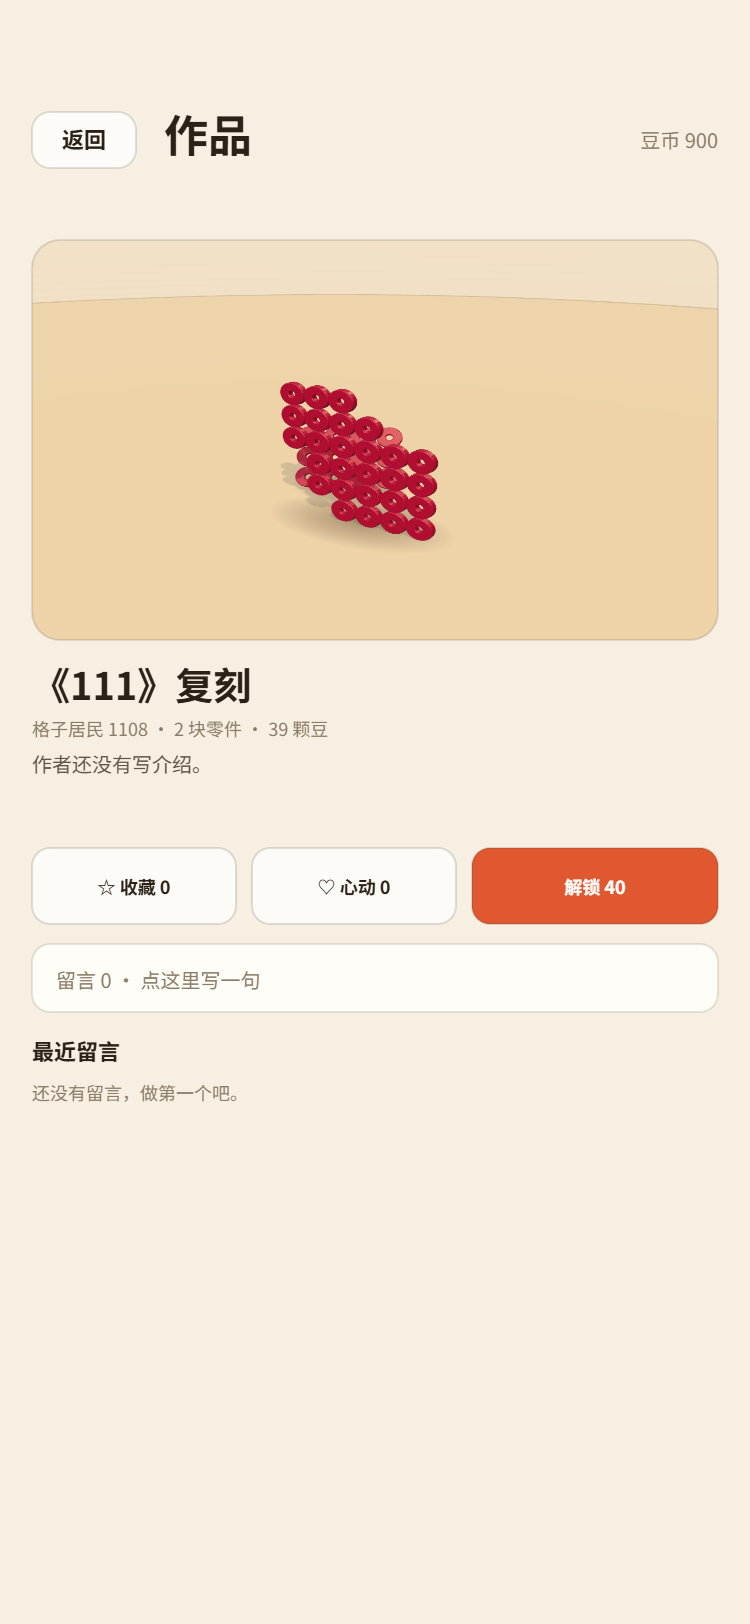 返回
作品
豆币 900
《111》复刻
格子居民 1108 · 2 块零件 · 39 颗豆
作者还没有写介绍。
☆ 收藏 0
♡ 心动 0
解锁 40
留言 0 · 点这里写一句
最近留言
还没有留言，做第一个吧。